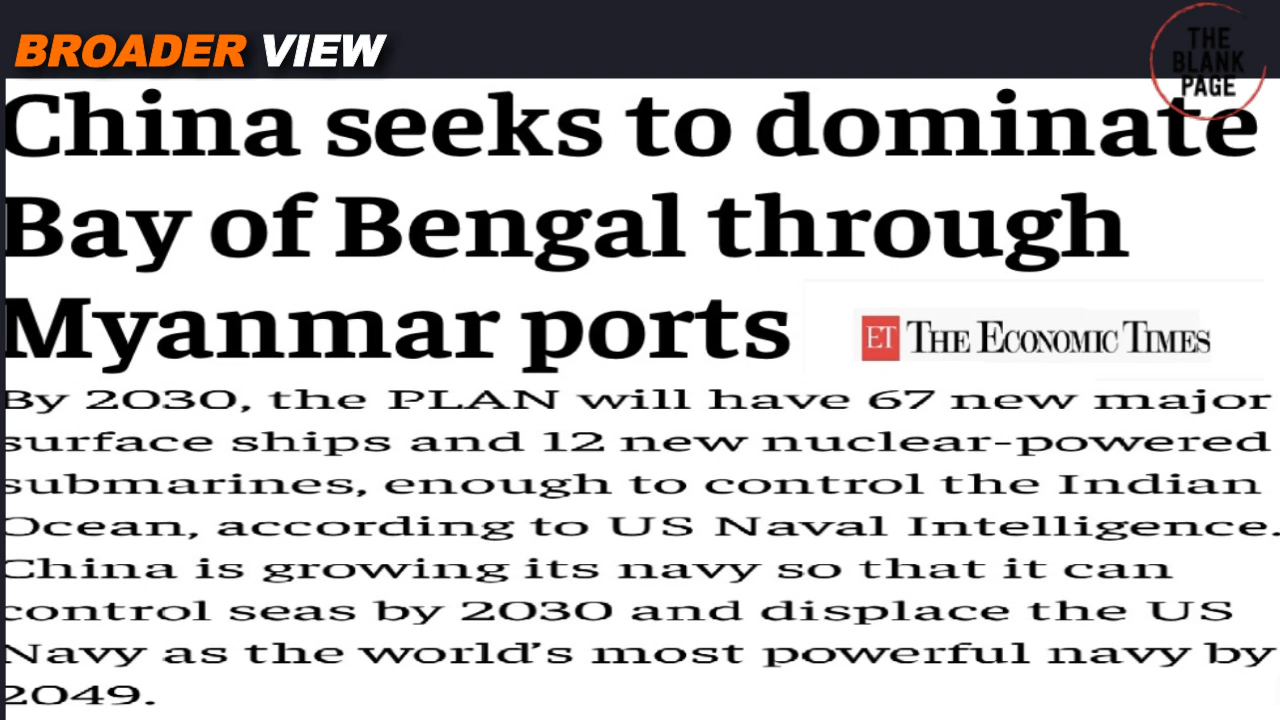 BROADER VIEW
THE
BLANK
PAGE
China seeks to dominate
Bay of Bengal through
Myanmar ports
ET THE ECONOMIC TIMES
By 2030, the PLAN will have 67 new major
surface ships and 12 new nuclear-powered
submarines, enough to control the Indian
Ocean, according to US Naval Intelligence.
China is growing its navy so that it can
control seas by 2030 and displace the US
Navy as the world’s most powerful navy by
2049.